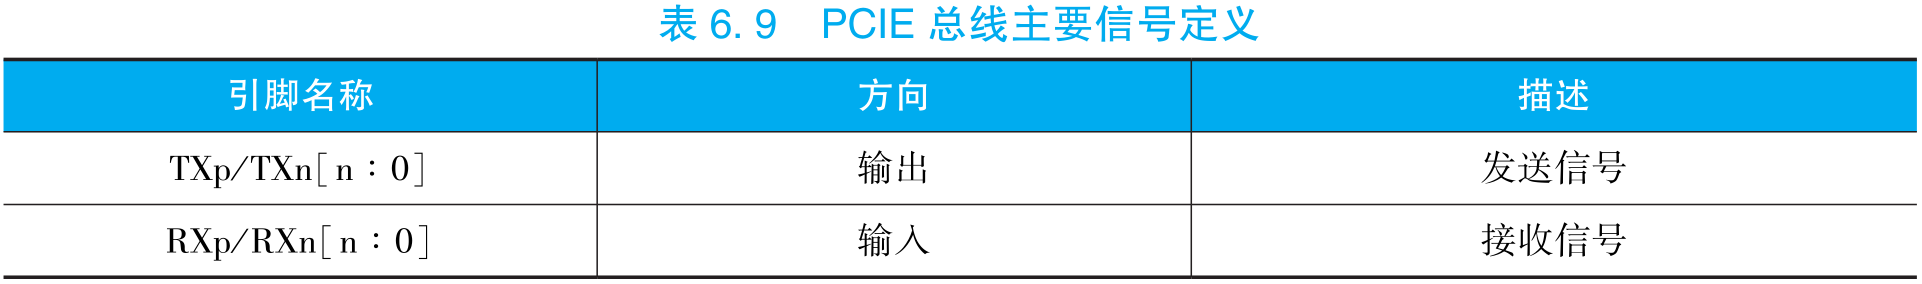 表 6. 9 PCIE 总线主要信号定义
引脚名称 方向 描述
TXp/TXn[n：0] 输出 发送信号
RXp/RXn[n：0] 输入 接收信号